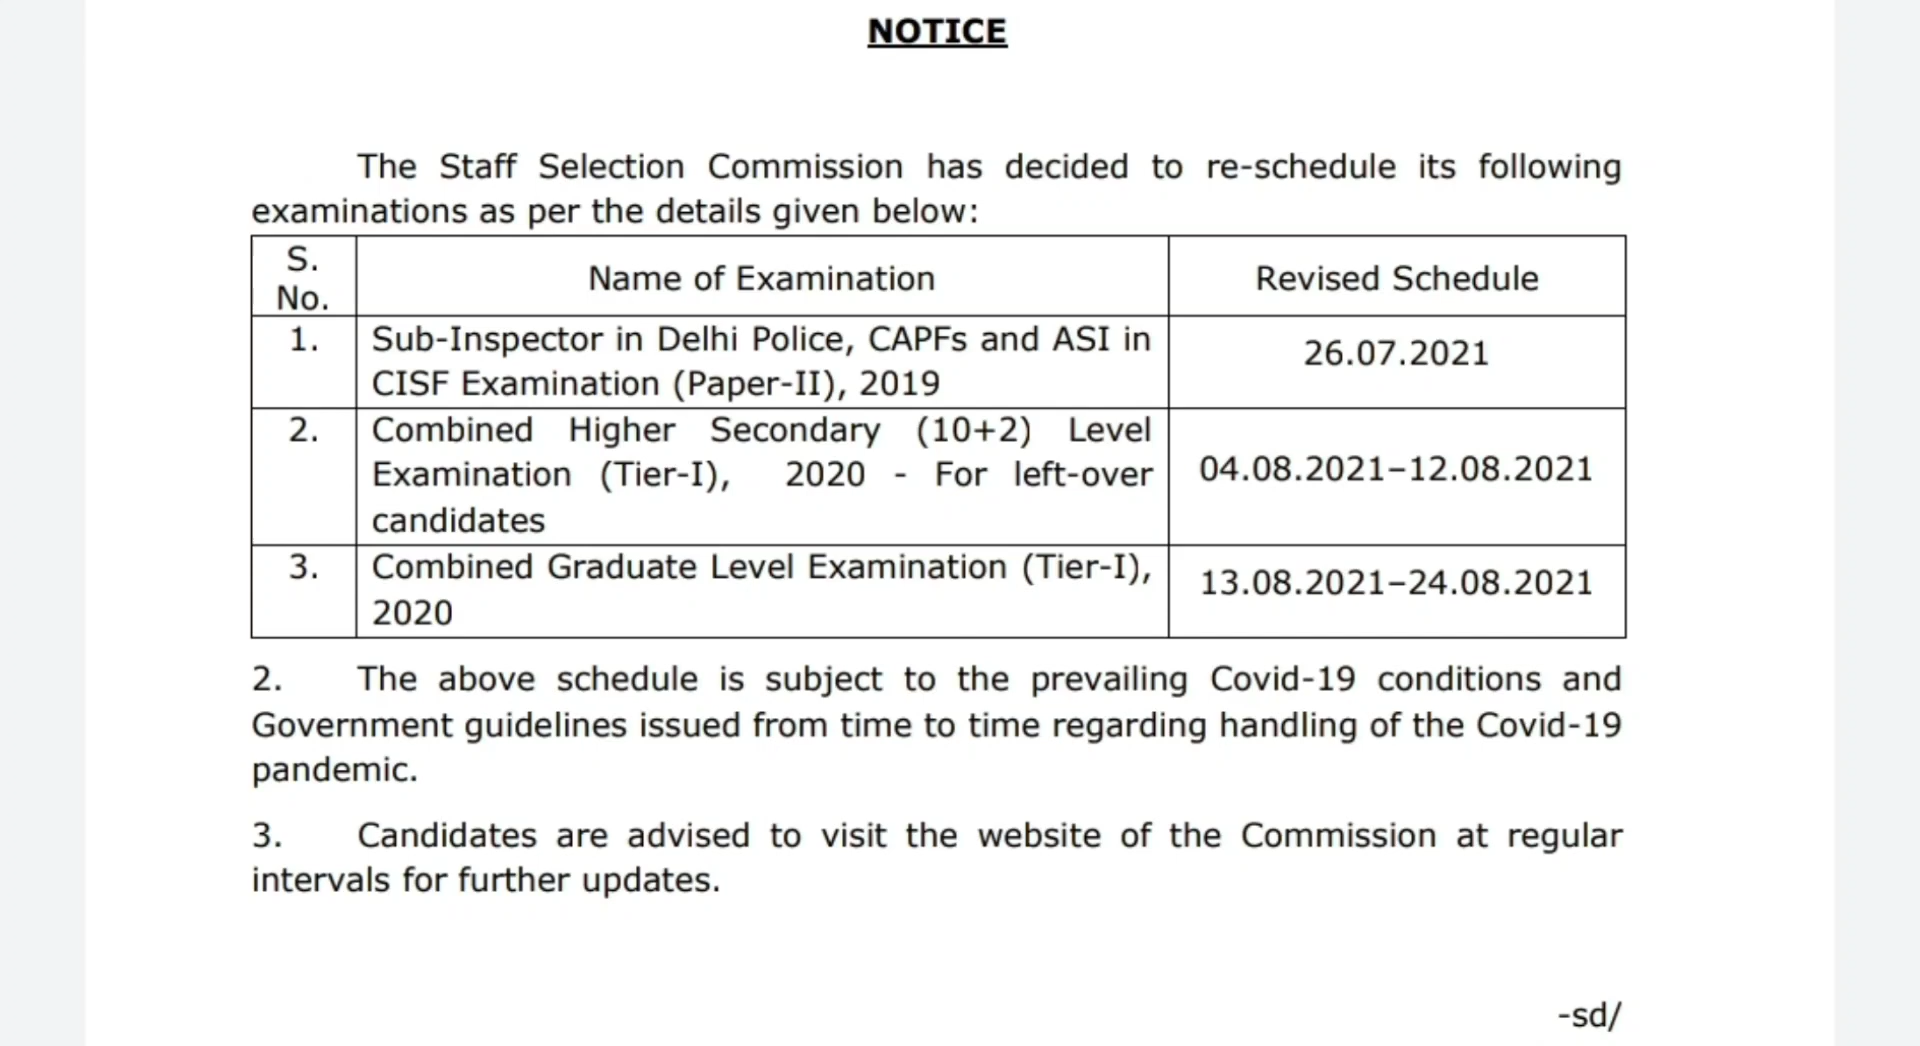 NOTICE
The Staff Selection Commission has decided to re-schedule its following
examinations as per the details given below:
S.
No.
Name of Examination
Revised Schedule
1.
Sub-Inspector in Delhi Police, CAPFs and ASI in
CISF Examination (Paper-II), 2019
26.07.2021
2.
Combined Higher Secondary (10+2) Level
Examination (Tier-I), 2020 - For left-over
candidates
04.08.2021–12.08.2021
3.
Combined Graduate Level Examination (Tier-I),
2020
13.08.2021–24.08.2021
2. The above schedule is subject to the prevailing Covid-19 conditions and
Government guidelines issued from time to time regarding handling of the Covid-19
pandemic.
3. Candidates are advised to visit the website of the Commission at regular
intervals for further updates.
-sd/